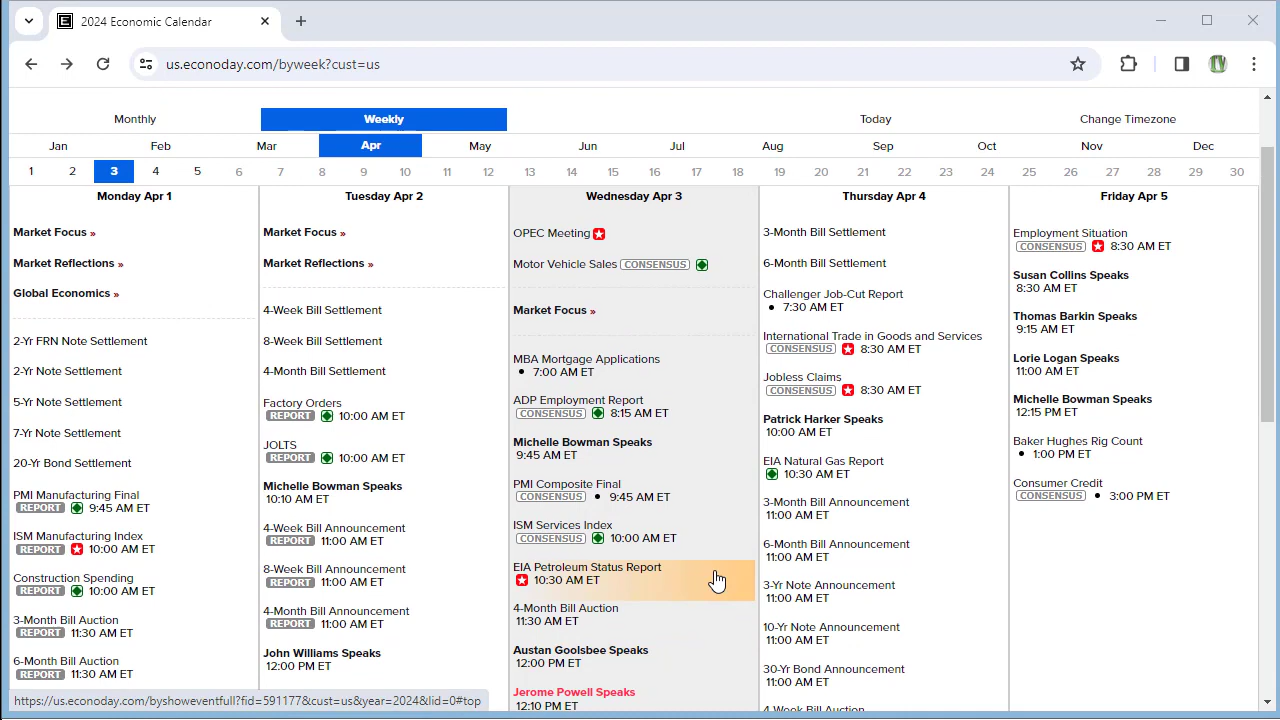 2024 Economic Calendar
us.econoday.com/byweek?cust=us
Monthly Weekly Today Change Timezone
Jan Feb Mar Apr May Jun Jul Aug Sep Oct Nov Dec
1 2 3 4 5 6 7 8 9 10 11 12 13 14 15 16 17 18 19 20 21 22 23 24 25 26 27 28 29 30
Monday Apr 1
Market Focus »
Market Reflections »
Global Economics »
2-Yr FRN Note Settlement
2-Yr Note Settlement
5-Yr Note Settlement
7-Yr Note Settlement
20-Yr Bond Settlement
PMI Manufacturing Final
REPORT 9:45 AM ET
ISM Manufacturing Index
REPORT 10:00 AM ET
Construction Spending
REPORT 10:00 AM ET
3-Month Bill Auction
REPORT 11:30 AM ET
6-Month Bill Auction
REPORT 11:30 AM ET
Tuesday Apr 2
Market Focus »
Market Reflections »
4-Week Bill Settlement
8-Week Bill Settlement
4-Month Bill Settlement
Factory Orders
REPORT 10:00 AM ET
JOLTS
REPORT 10:00 AM ET
Michelle Bowman Speaks
10:10 AM ET
4-Week Bill Announcement
REPORT 11:00 AM ET
8-Week Bill Announcement
REPORT 11:00 AM ET
4-Month Bill Announcement
REPORT 11:00 AM ET
John Williams Speaks
12:00 PM ET
Wednesday Apr 3
OPEC Meeting
Motor Vehicle Sales CONSENSUS
Market Focus »
MBA Mortgage Applications
7:00 AM ET
ADP Employment Report
CONSENSUS 8:15 AM ET
Michelle Bowman Speaks
9:45 AM ET
PMI Composite Final
CONSENSUS 9:45 AM ET
ISM Services Index
CONSENSUS 10:00 AM ET
EIA Petroleum Status Report
10:30 AM ET
4-Month Bill Auction
11:30 AM ET
Austan Goolsbee Speaks
12:00 PM ET
Jerome Powell Speaks
12:10 PM ET
Thursday Apr 4
3-Month Bill Settlement
6-Month Bill Settlement
Challenger Job-Cut Report
7:30 AM ET
International Trade in Goods and Services
CONSENSUS 8:30 AM ET
Jobless Claims
CONSENSUS 8:30 AM ET
Patrick Harker Speaks
10:00 AM ET
EIA Natural Gas Report
10:30 AM ET
3-Month Bill Announcement
11:00 AM ET
6-Month Bill Announcement
11:00 AM ET
3-Yr Note Announcement
11:00 AM ET
10-Yr Note Announcement
11:00 AM ET
30-Yr Bond Announcement
11:00 AM ET
4-Week Bill Auction
Friday Apr 5
Employment Situation
CONSENSUS 8:30 AM ET
Susan Collins Speaks
8:30 AM ET
Thomas Barkin Speaks
9:15 AM ET
Lorie Logan Speaks
11:00 AM ET
Michelle Bowman Speaks
12:15 PM ET
Baker Hughes Rig Count
1:00 PM ET
Consumer Credit
CONSENSUS 3:00 PM ET
https://us.econoday.com/byshoweventfull?fid=591177&cust=us&year=2024&lid=0#top